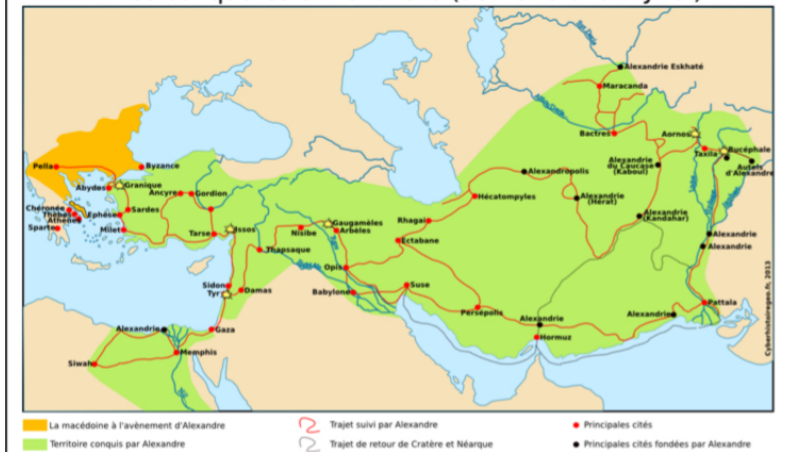 Alexandrie Eskhaté
Maracanda
Bactres
Aornos
Taxila
Bucéphale
Autels
d'Alexandre
Alexandrie
du Caucase
(Kaboul)
Pella
Byzance
Abydos
Granique
Ancyre
Gordion
Alexandropolis
Alexandrie
(Hérat)
Hécatompyles
Chéronée
Thèbes
Athènes
Sparte
Ephèse
Sardes
Milet
Tarse
Issos
Nisibe
Gaugamèles
Arbèles
Rhagai
Ectabane
Alexandrie
(Kandahar)
Alexandrie
Alexandrie
Thapsaque
Opis
Sidon
Tyr
Damas
Babylone
Suse
Persépolis
Alexandrie
Hormuz
Alexandrie
Pattala
Alexandrie
Gaza
Siwah
Memphis
Nil
Cyberhistoiregeo.fr, 2013
La macédoine à l'avènement d'Alexandre
Trajet suivi par Alexandre
Principales cités
Territoire conquis par Alexandre
Trajet de retour de Cratère et Néarque
Principales cités fondées par Alexandre